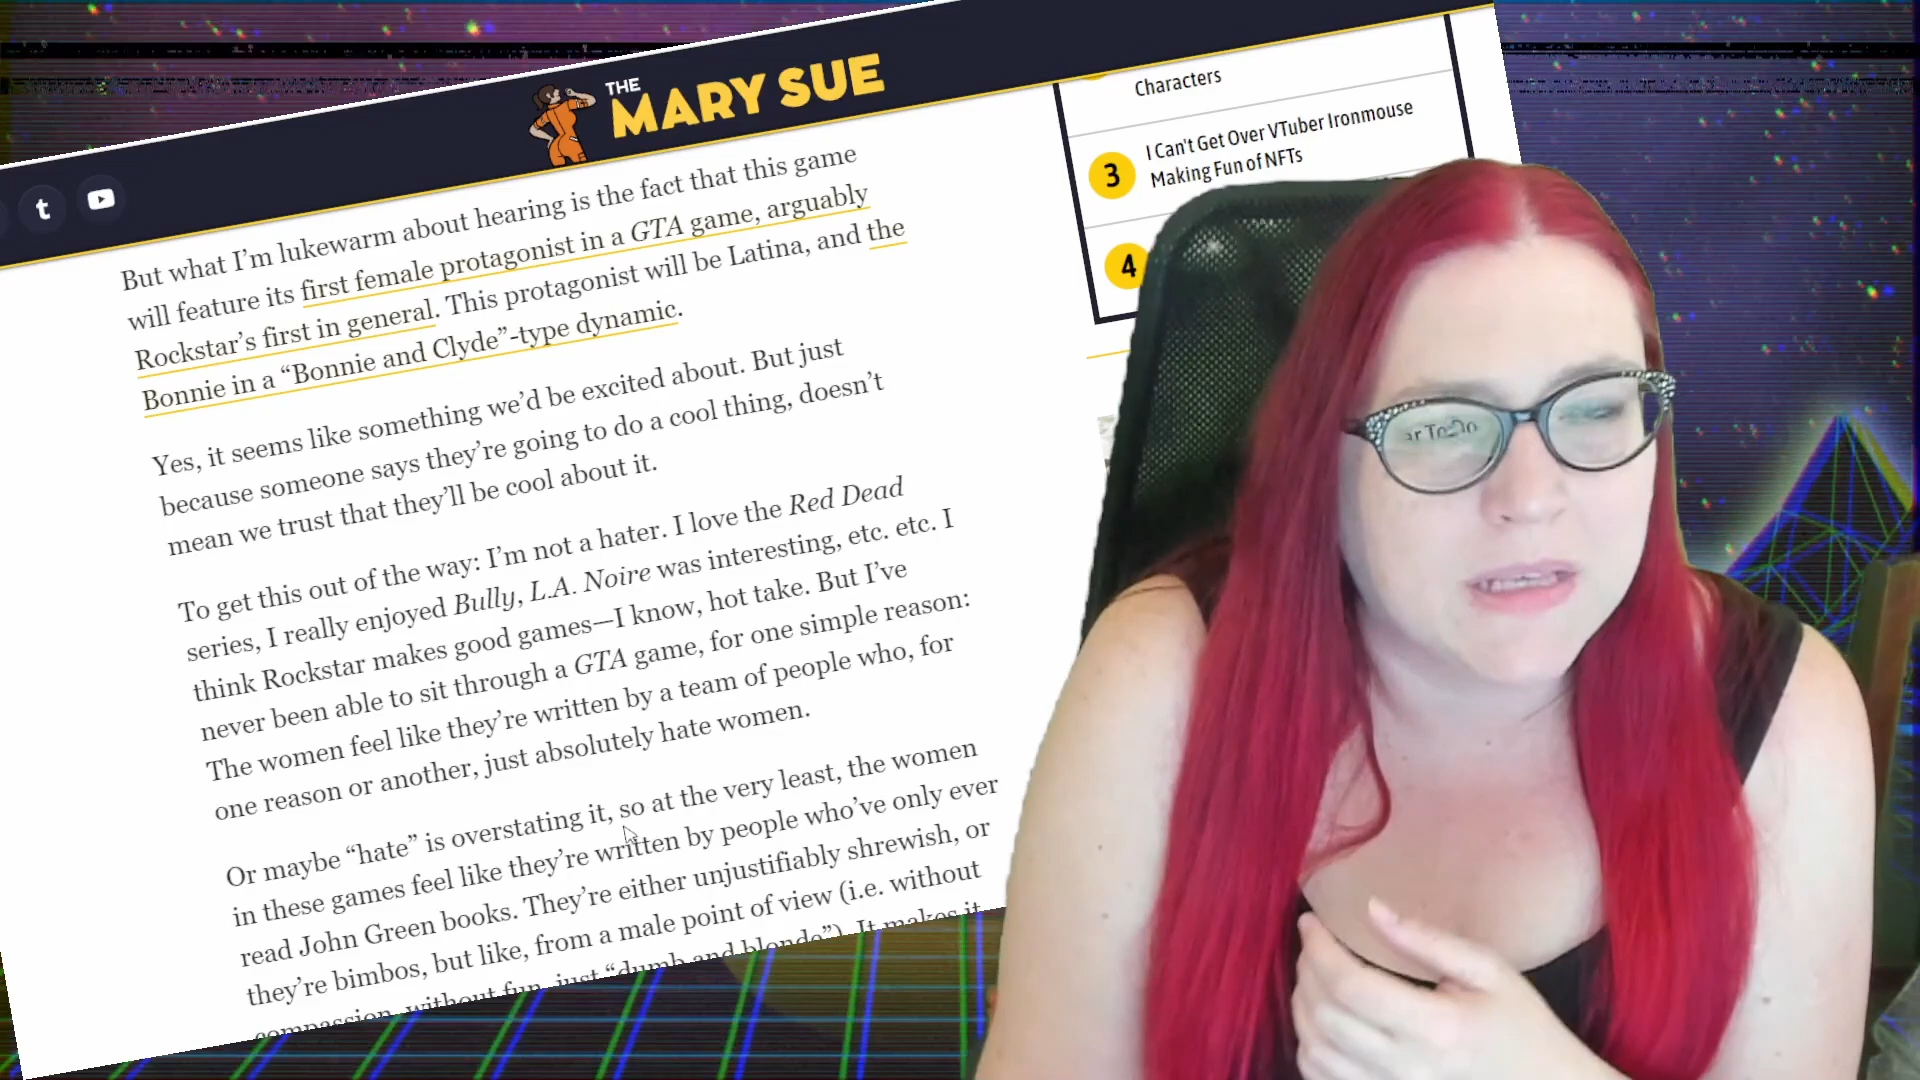 THE
MARY SUE
t
But what I'm lukewarm about hearing is the fact that this game
will feature its first female protagonist in a GTA game, arguably
Rockstar's first in general. This protagonist will be Latina, and the
Bonnie in a “Bonnie and Clyde”-type dynamic.
Yes, it seems like something we'd be excited about. But just
because someone says they're going to do a cool thing, doesn't
mean we trust that they'll be cool about it.
To get this out of the way: I'm not a hater. I love the Red Dead
series, I really enjoyed Bully, L.A. Noire was interesting, etc. etc. I
think Rockstar makes good games—I know, hot take. But I've
never been able to sit through a GTA game, for one simple reason:
The women feel like they're written by a team of people who, for
one reason or another, just absolutely hate women.
Or maybe “hate” is overstating it, so at the very least, the women
in these games feel like they're written by people who've only ever
read John Green books. They're either unjustifiably shrewish, or
they're bimbos, but like, from a male point of view (i.e. without
compassion, without fun, just “dumb and blonde”). It makes it
Characters
3
I Can't Get Over VTuber Ironmouse
Making Fun of NFTs
4